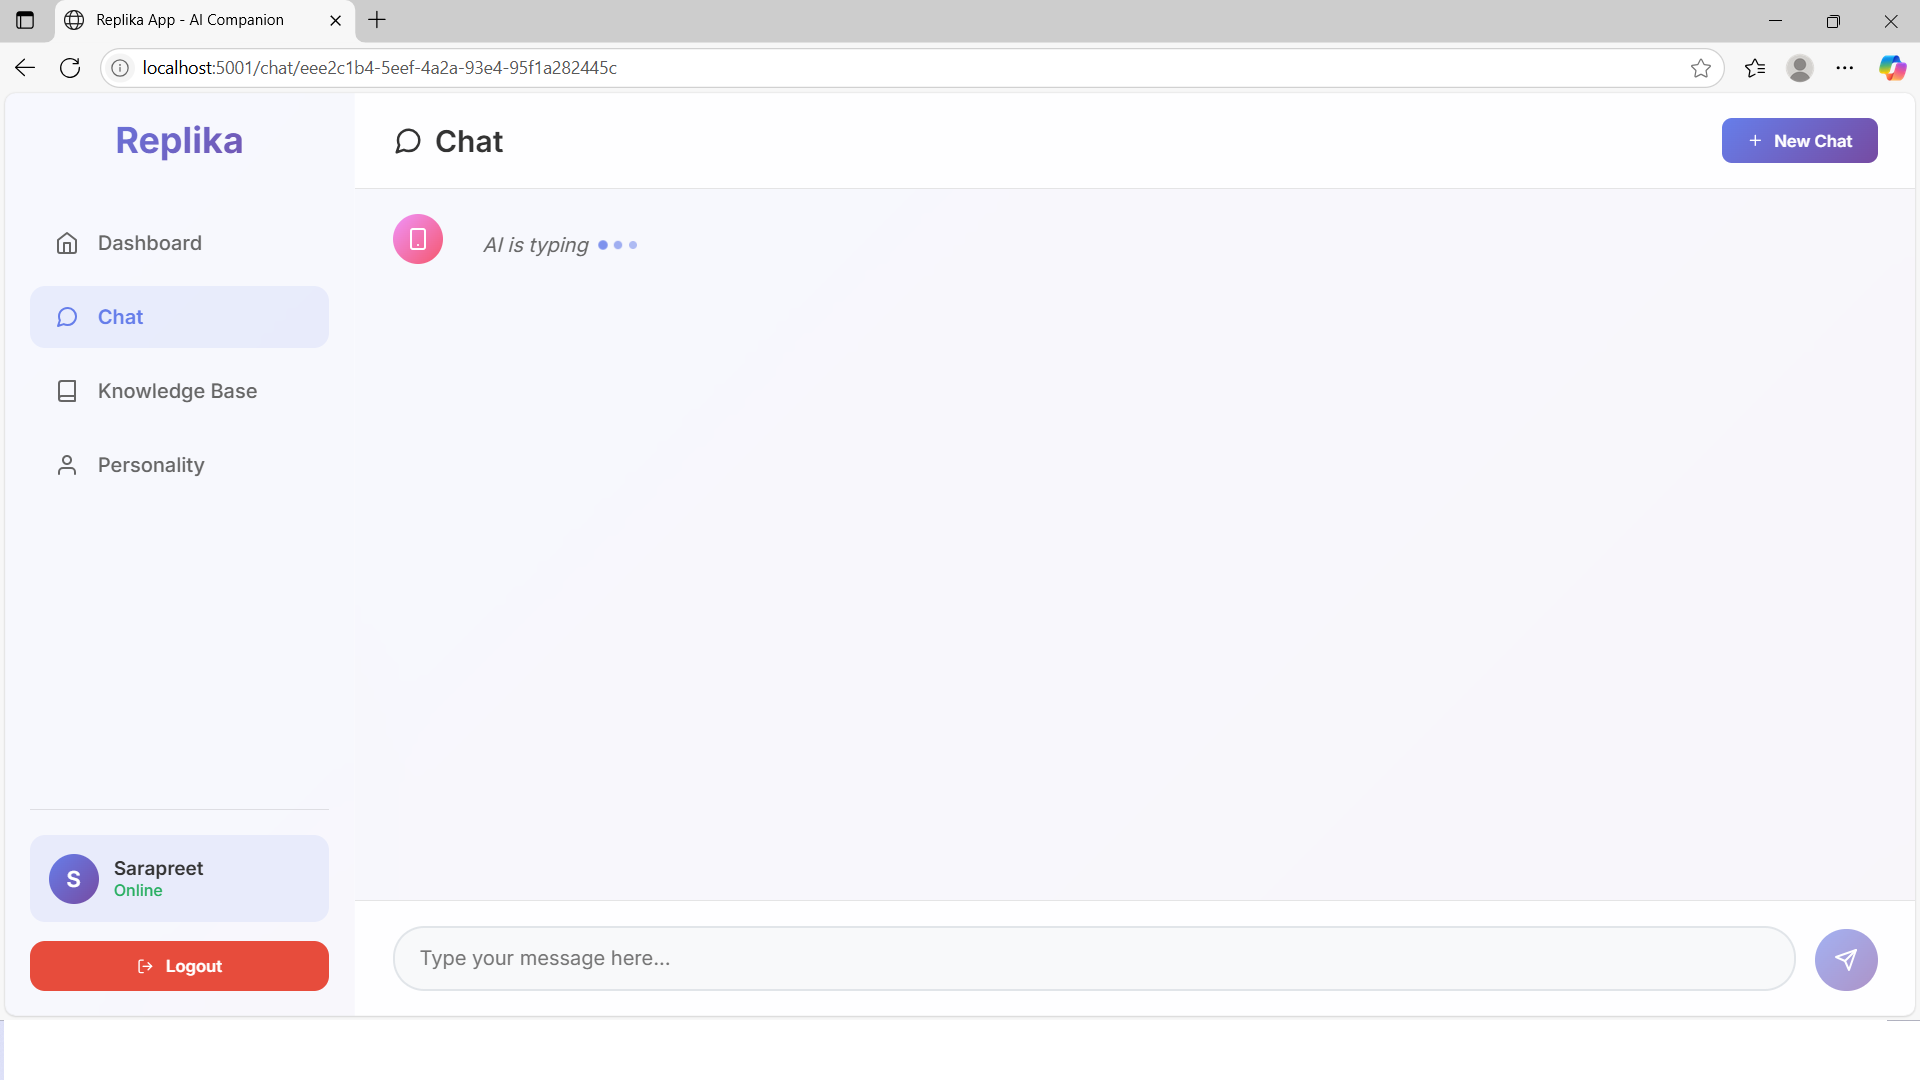 Replika App - AI Companion
localhost:5001/chat/eee2c1b4-5eef-4a2a-93e4-95f1a282445c
Replika
Dashboard
Chat
Knowledge Base
Personality
S
Sarapreet
Online
Logout
Chat
+ New Chat
AI is typing
Type your message here...